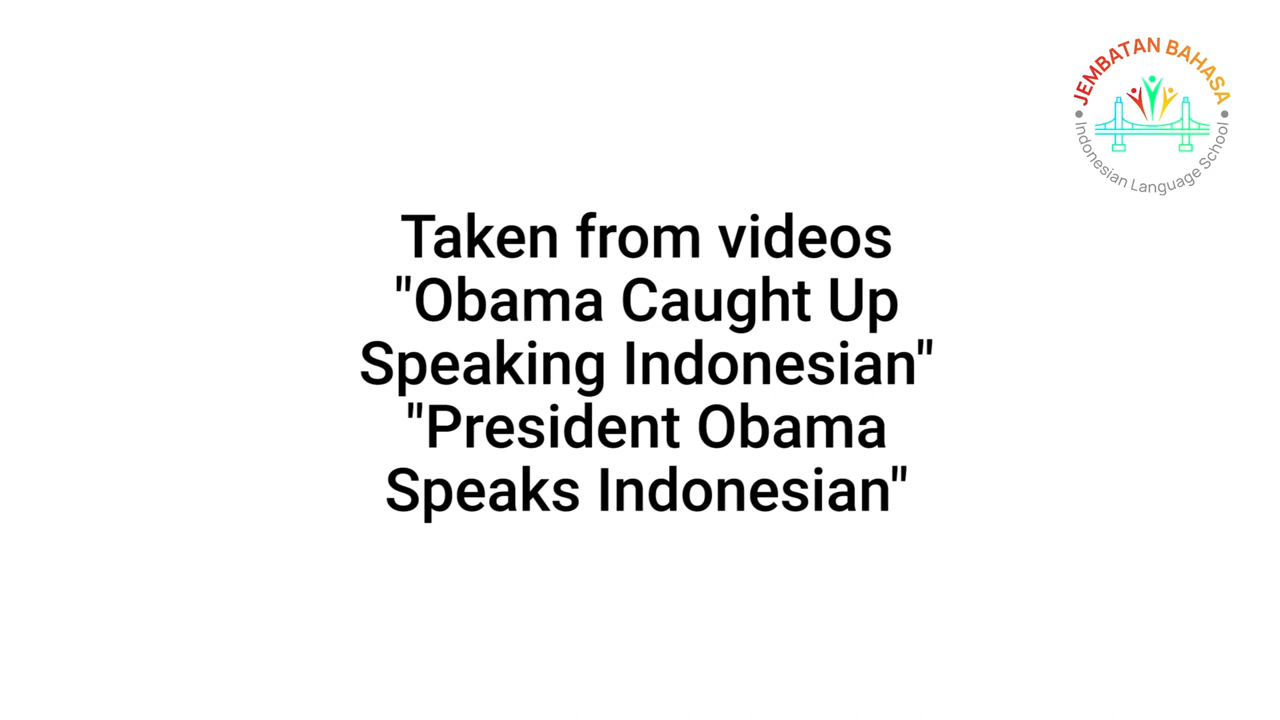 JEMBATAN BAHASA
Indonesian Language School
Taken from videos
"Obama Caught Up
Speaking Indonesian"
"President Obama
Speaks Indonesian"